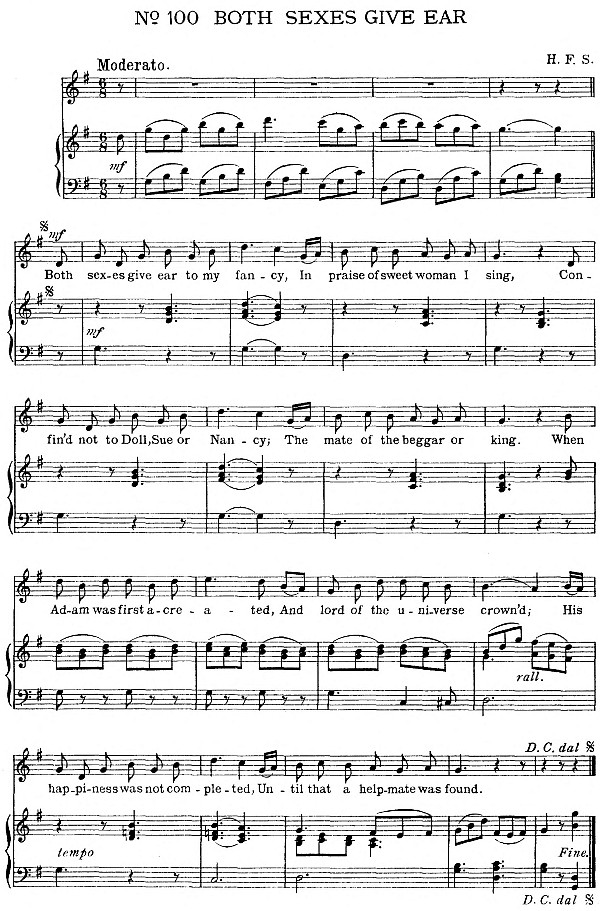 Nº 100 BOTH SEXES GIVE EAR
H. F. S.
Moderato.
mf
mf
Both sex-es give ear to my fan-cy, In praise of sweet woman I sing, Con-
mf
fin'd not to Doll, Sue or Nan-cy; The mate of the beggar or king. When
Ad-am was first a-cre-a-ted, And lord of the u-ni-verse crown'd; His
rall.
D. C. dal 𝄋
hap-pi-ness was not com-ple-ted, Un-til that a help-mate was found.
tempo
Fine.
D. C. dal 𝄋